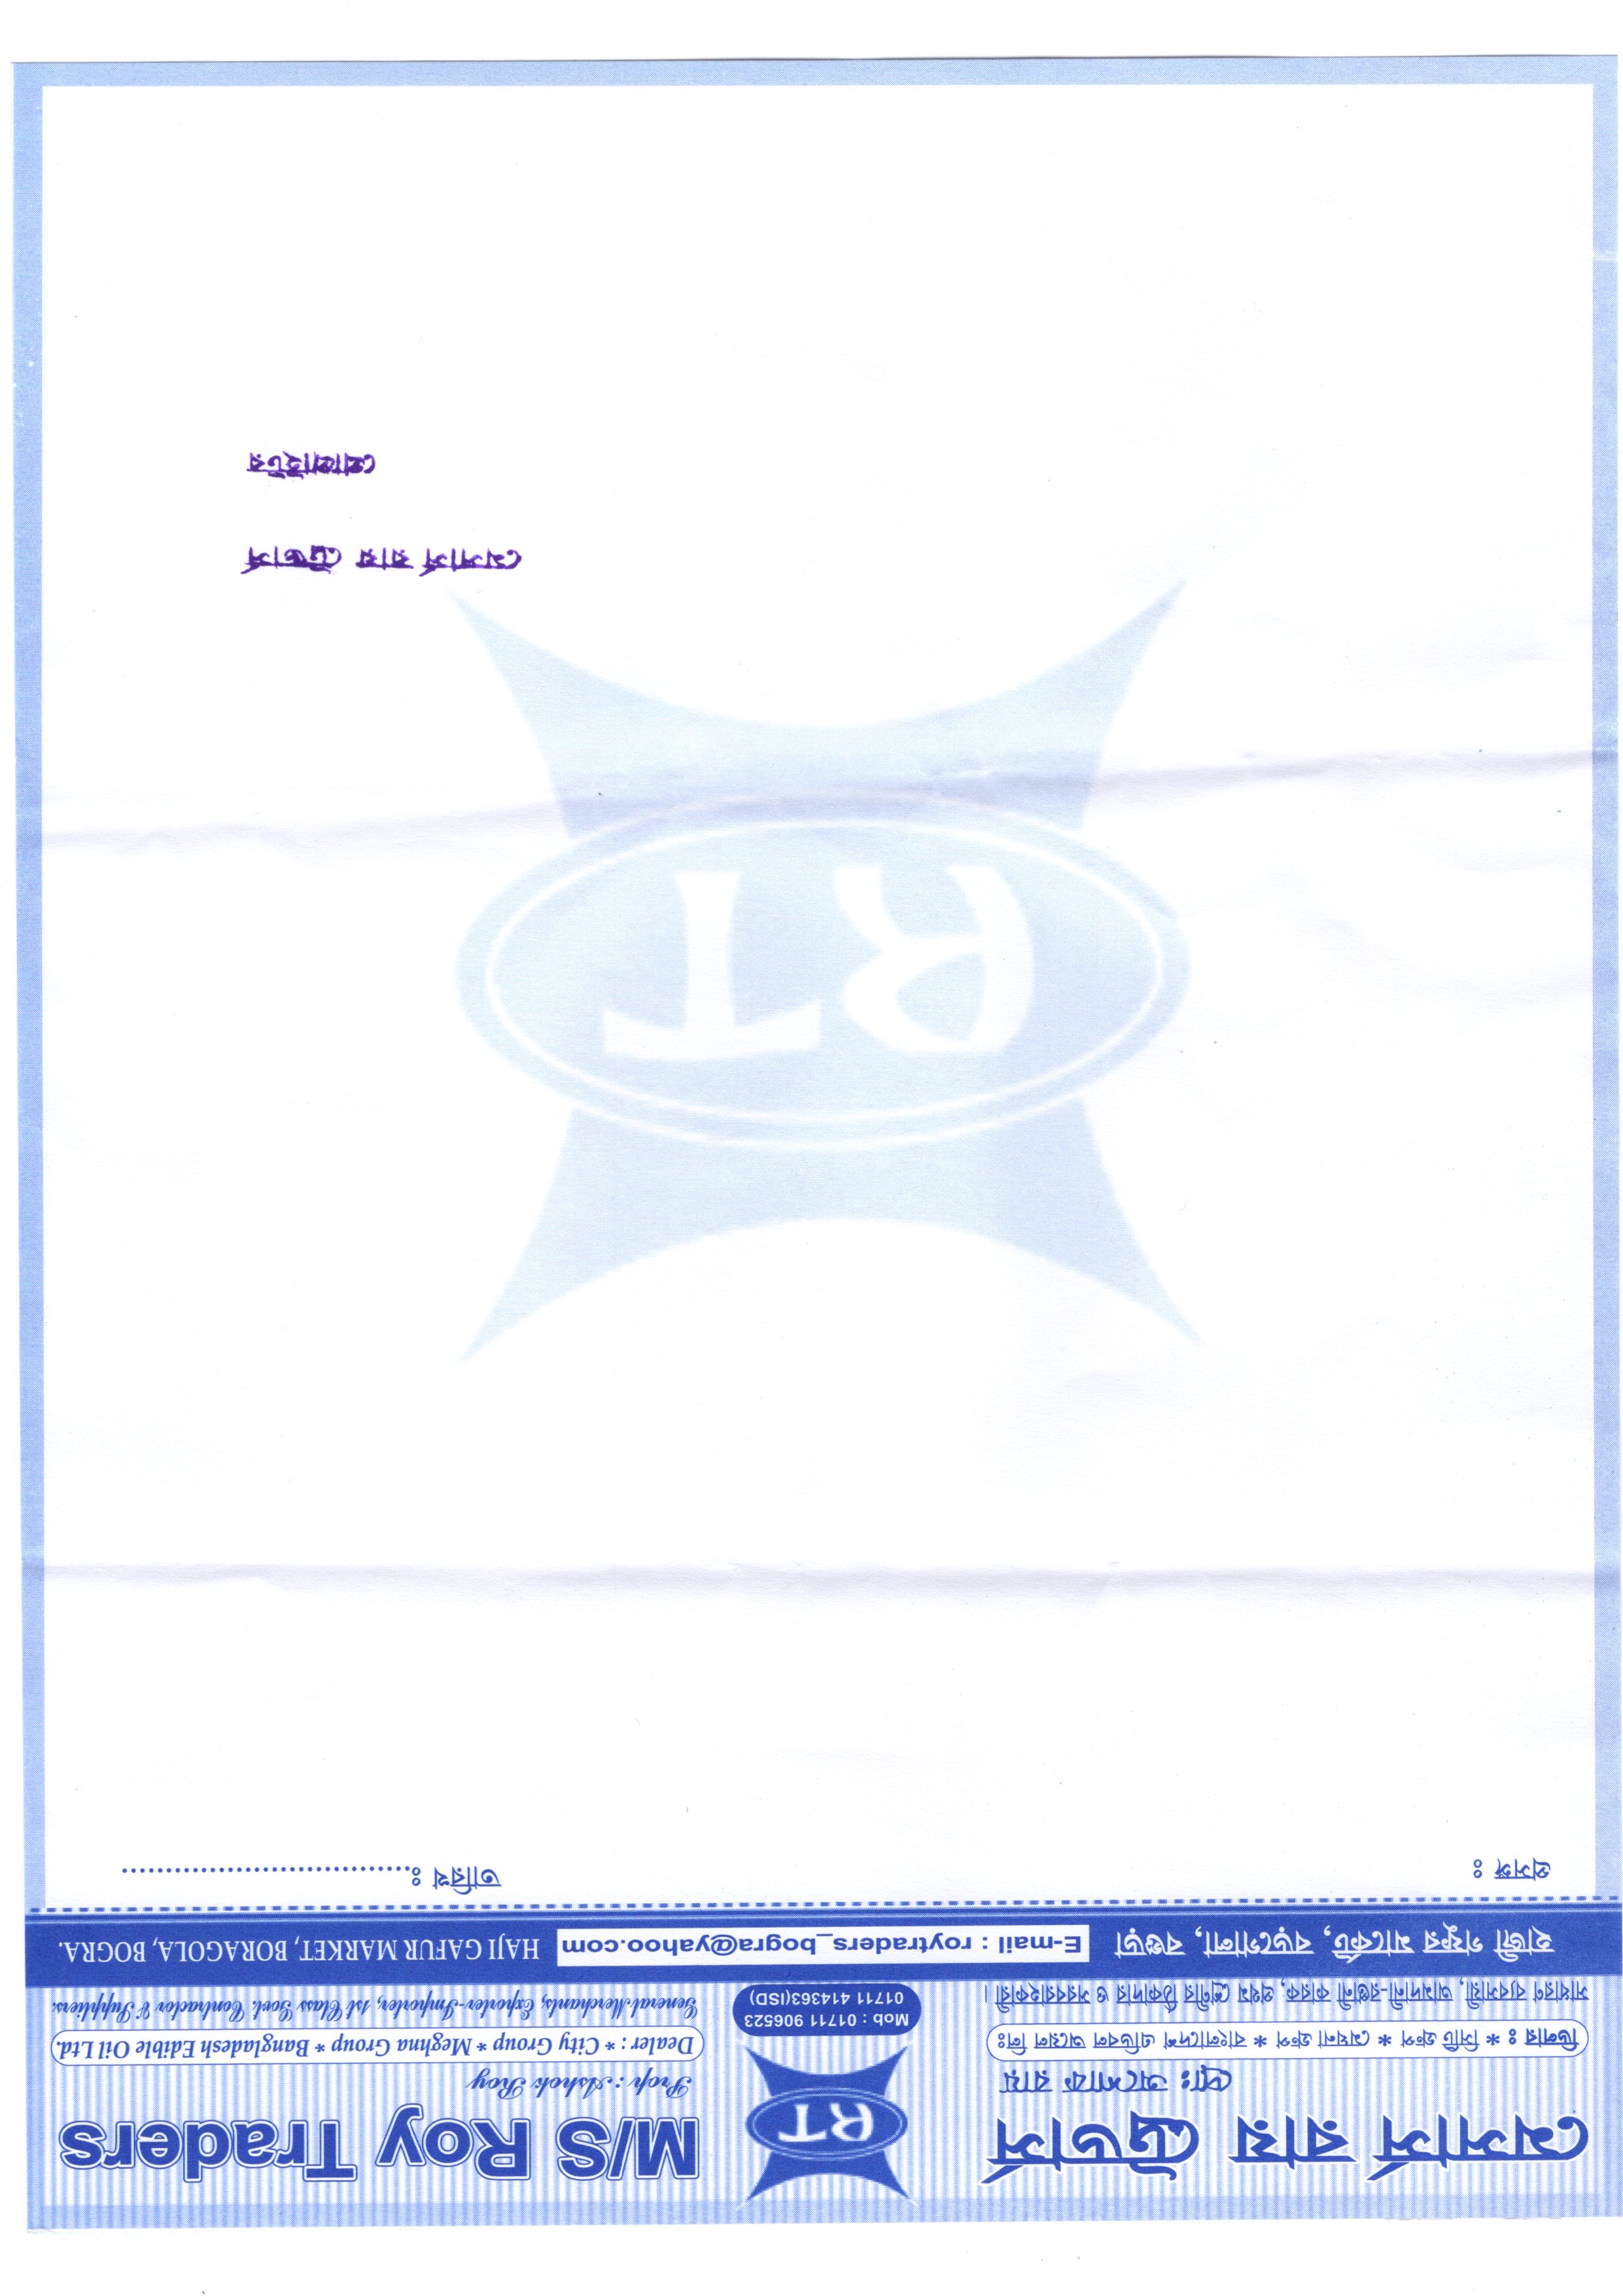 মেসার্স রায় ট্রেডার্স
প্রোঃ অশোক রায়
ডিলার ঃ * সিটি গ্রুপ * মেঘনা গ্রুপ * বাংলাদেশ এডিবল অয়েল লিঃ
সাধারণ ব্যবসায়ী, আমদানী-রপ্তানী কারক, প্রথম শ্রেণীর ঠিকাদার ও সরবরাহকারী।
RT
Mob : 01711 906523
01711 414363(ISD)
M/S Roy Traders
Prop : Ashok Roy
Dealer : * City Group * Meghna Group * Bangladesh Edible Oil Ltd.
General Merchants, Exporter-Importer, 1st Class Govt. Contractor & Suppliers.
হাজী গফুর মার্কেট, বড়গোলা, বগুড়া
E-mail : roytraders_bogra@yahoo.com
HAJI GAFUR MARKET, BORAGOLA, BOGRA.
প্রসঙ্গ ঃ
তারিখ ঃ.................................
RT
মেসার্স রায় ট্রেডার্স
প্রোপ্রাইটর